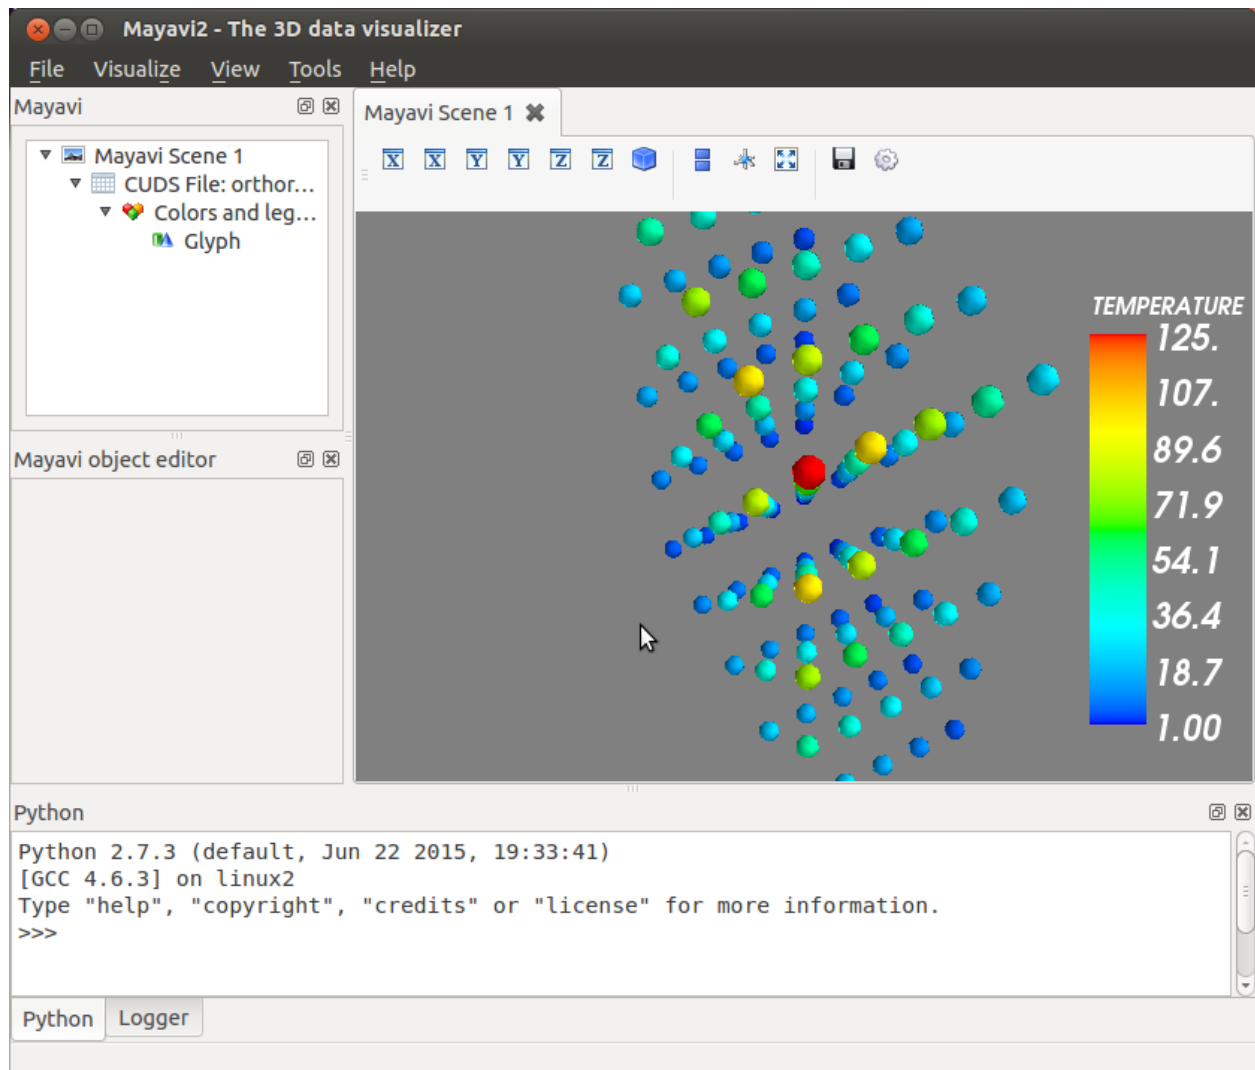 Mayavi2 - The 3D data visualizer
File Visualize View Tools Help
Mayavi
Mayavi Scene 1
CUDS File: orthor...
Colors and leg...
Glyph
Mayavi Scene 1
X X Y Y Z Z
TEMPERATURE
125.
107.
89.6
71.9
54.1
36.4
18.7
1.00
Mayavi object editor
Python
Python 2.7.3 (default, Jun 22 2015, 19:33:41)
[GCC 4.6.3] on linux2
Type "help", "copyright", "credits" or "license" for more information.
>>>
Python Logger